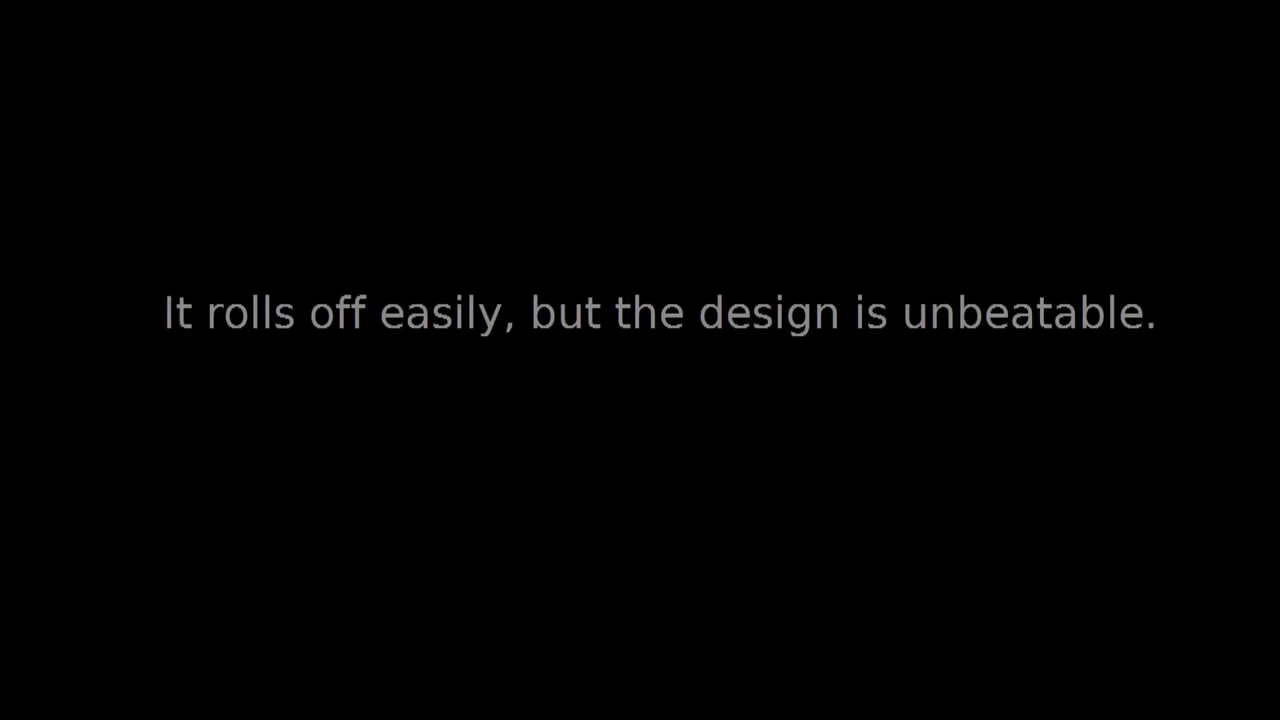 It rolls off easily, but the design is unbeatable.